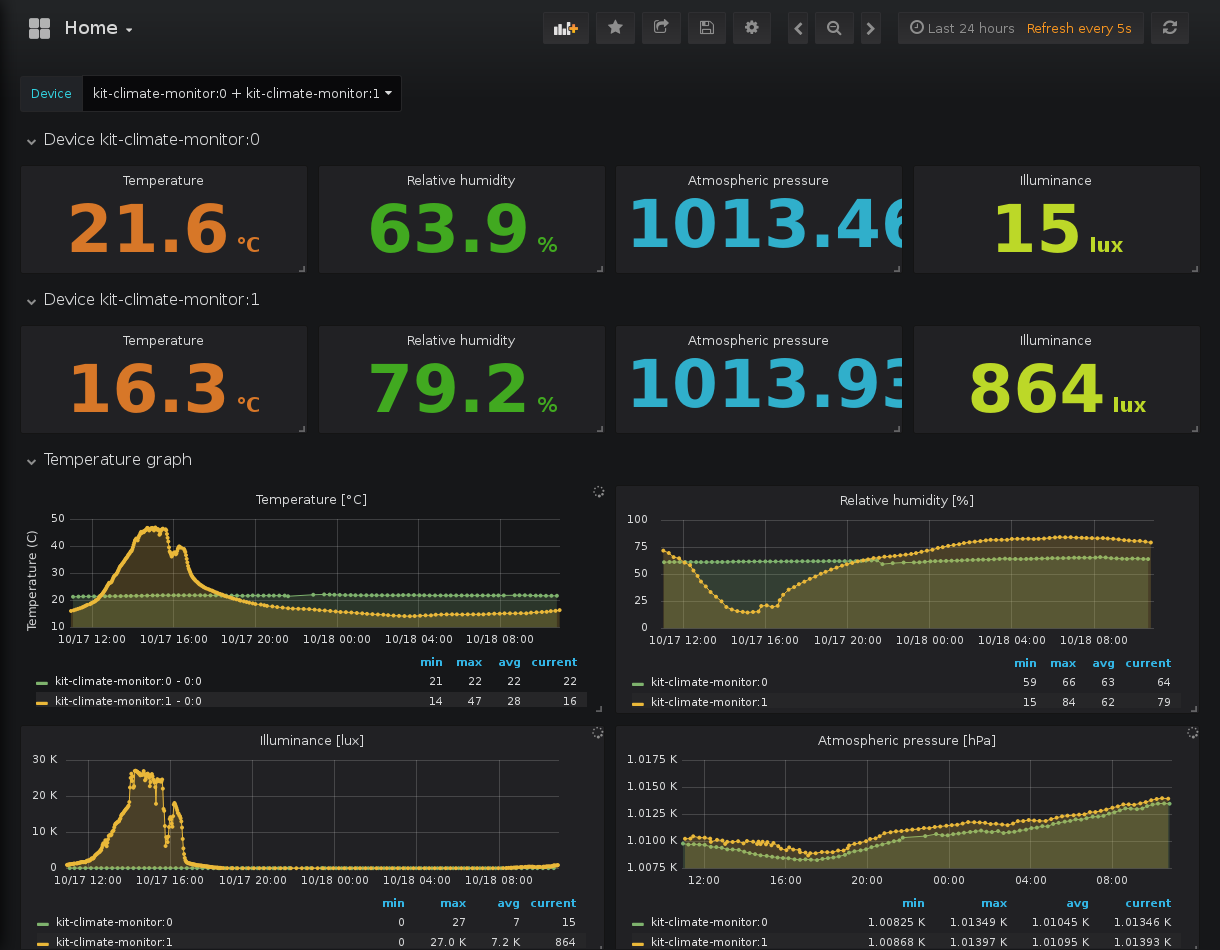 Home
Last 24 hours Refresh every 5s
Device kit-climate-monitor:0 + kit-climate-monitor:1
Device kit-climate-monitor:0
Temperature Relative humidity Atmospheric pressure Illuminance
21.6 °C 63.9 % 1013.46 15 lux
Device kit-climate-monitor:1
Temperature Relative humidity Atmospheric pressure Illuminance
16.3 °C 79.2 % 1013.93 864 lux
Temperature graph
Temperature [°C]
Temperature (C)
50
40
30
20
10
10/17 12:00 10/17 16:00 10/17 20:00 10/18 00:00 10/18 04:00 10/18 08:00
min max avg current
kit-climate-monitor:0 - 0:0 21 22 22 22
kit-climate-monitor:1 - 0:0 14 47 28 16
Relative humidity [%]
100
75
50
25
0
10/17 12:00 10/17 16:00 10/17 20:00 10/18 00:00 10/18 04:00 10/18 08:00
min max avg current
kit-climate-monitor:0 59 66 63 64
kit-climate-monitor:1 15 84 62 79
Illuminance [lux]
30 K
20 K
10 K
0
10/17 12:00 10/17 16:00 10/17 20:00 10/18 00:00 10/18 04:00 10/18 08:00
min max avg current
kit-climate-monitor:0 0 27 7 15
kit-climate-monitor:1 0 27.0 K 7.2 K 864
Atmospheric pressure [hPa]
1.0175 K
1.0150 K
1.0125 K
1.0100 K
1.0075 K
12:00 16:00 20:00 00:00 04:00 08:00
min max avg current
kit-climate-monitor:0 1.00825 K 1.01349 K 1.01045 K 1.01346 K
kit-climate-monitor:1 1.00868 K 1.01397 K 1.01095 K 1.01393 K